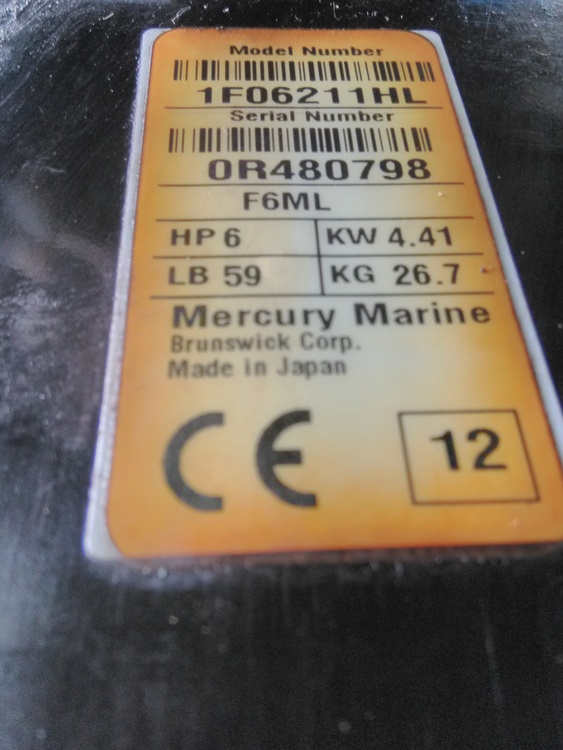 Model Number
1F06211HL
Serial Number
0R480798
F6ML
HP 6 KW 4.41
LB 59 KG 26.7
Mercury Marine
Brunswick Corp.
Made in Japan
CE 12